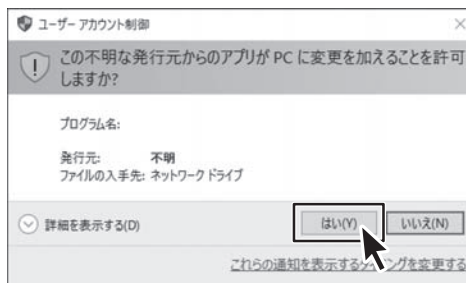 ユーザー アカウント制御
この不明な発行元からのアプリが PC に変更を加えることを許可
しますか?
プログラム名:
発行元: 不明
ファイルの入手先: ネットワーク ドライブ
詳細を表示する(D)
はい(Y) いいえ(N)
これらの通知を表示するタイミングを変更する